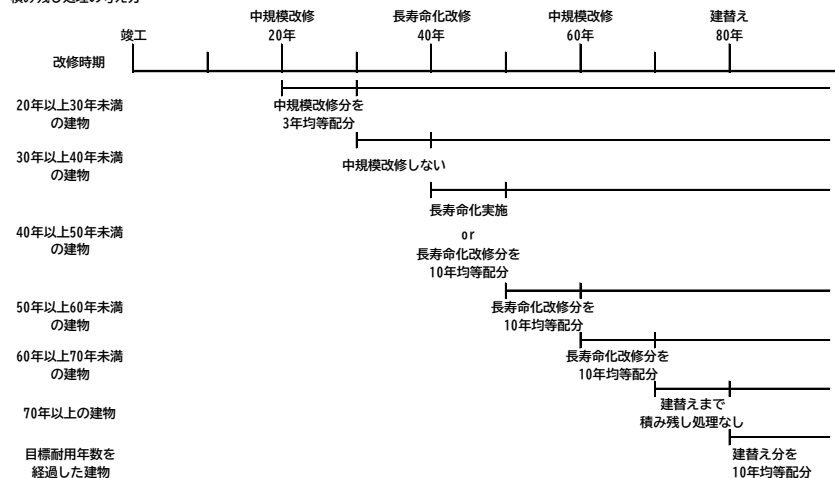 積み残し処理の考え方
竣工
中規模改修
20年
長寿命化改修
40年
中規模改修
60年
建替え
80年
改修時期
20年以上30年未満
の建物
中規模改修分を
3年均等配分
30年以上40年未満
の建物
中規模改修しない
40年以上50年未満
の建物
長寿命化実施
or
長寿命化改修分を
10年均等配分
50年以上60年未満
の建物
長寿命化改修分を
10年均等配分
60年以上70年未満
の建物
長寿命化改修分を
10年均等配分
70年以上の建物
建替えまで
積み残し処理なし
目標耐用年数を
経過した建物
建替え分を
10年均等配分